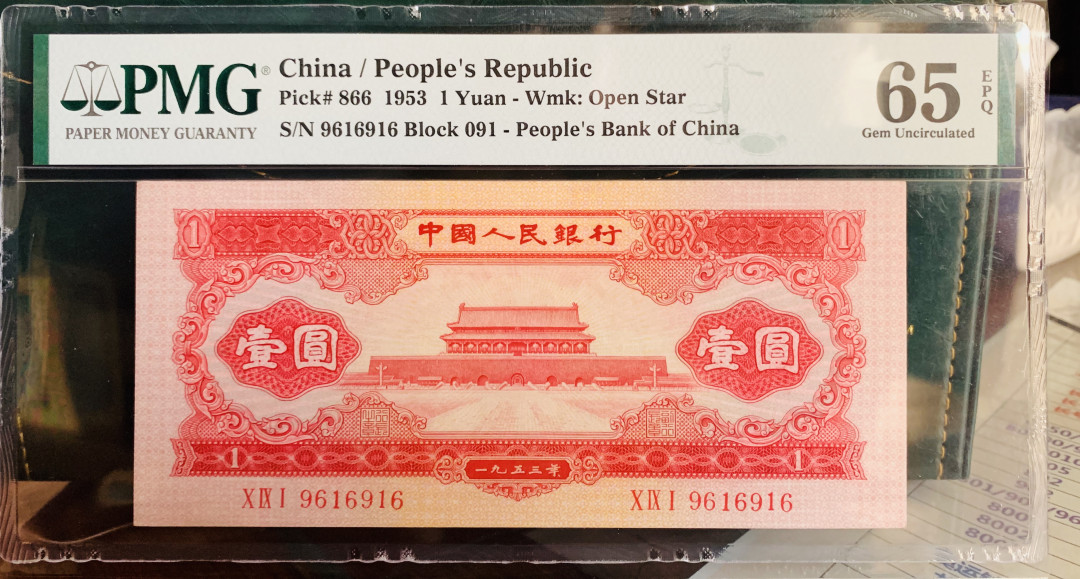 PMG®
PAPER MONEY GUARANTY
China / People's Republic
Pick# 866 1953 1 Yuan - Wmk: Open Star
S/N 9616916 Block 091 - People's Bank of China
65
EPQ
Gem Uncirculated
1
中國人民銀行
1
壹圓
壹圓
1
一九五三年
1
X IX I 9616916
X IX I 9616916